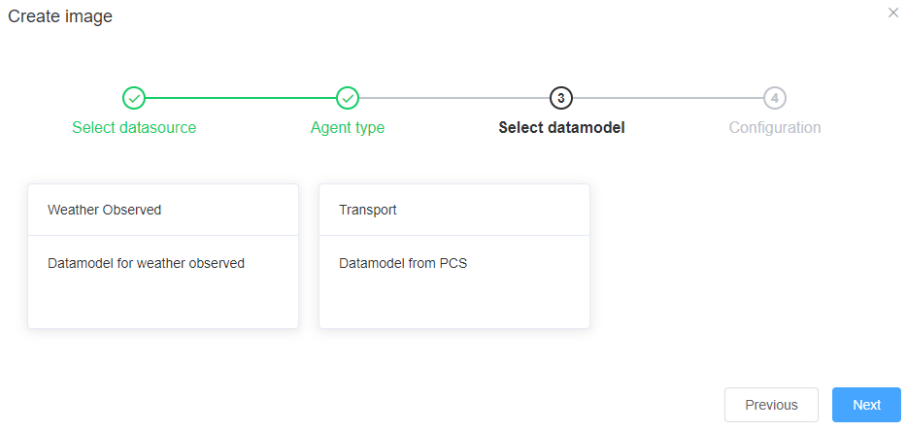 Create image
3
4
Select datasource
Agent type
Select datamodel
Configuration
Weather Observed
Transport
Datamodel for weather observed
Datamodel from PCS
Previous
Next